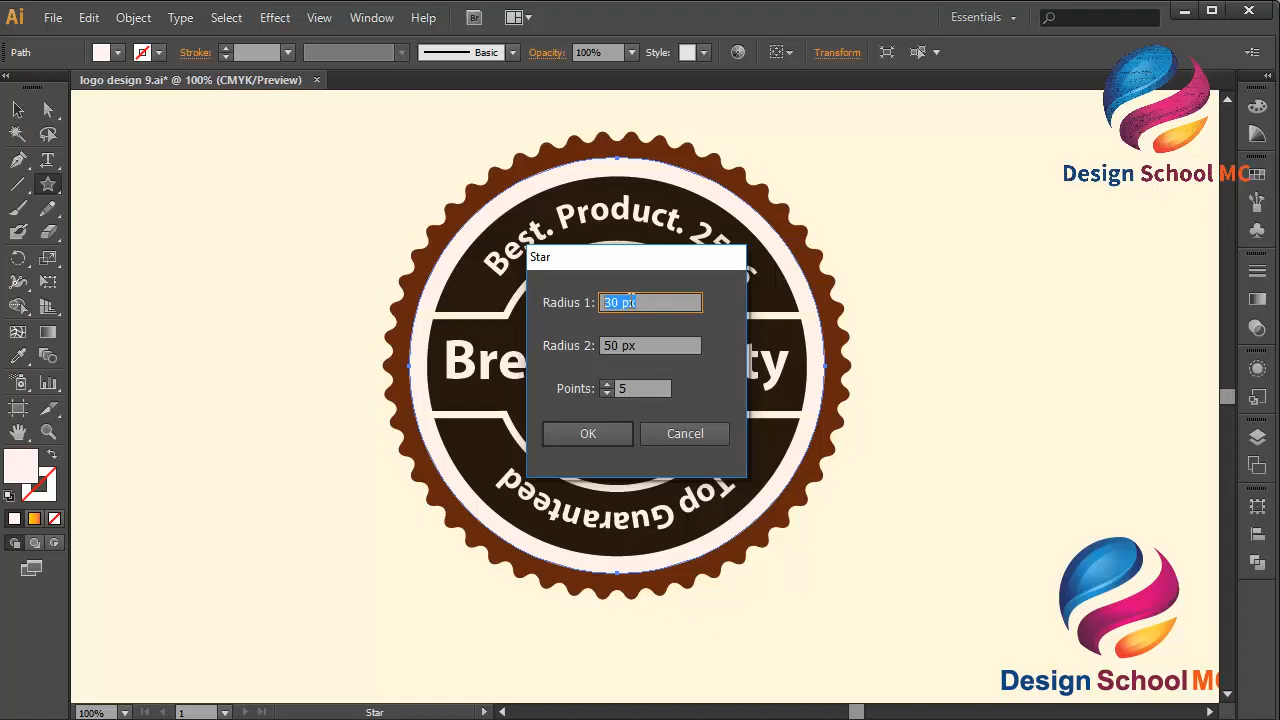 Ai File Edit Object Type Select Effect View Window Help Br Essentials
Path Stroke: Basic Opacity: 100% Style: Transform
logo design 9.ai* @ 100% (CMYK/Preview) ×
Design School MC
Best. Product.
Star
Radius 1: 30 px
Radius 2: 50 px
Points: 5
OK Cancel
Bre ty
Top Guaranteed
Design School MC
100% 1 Star